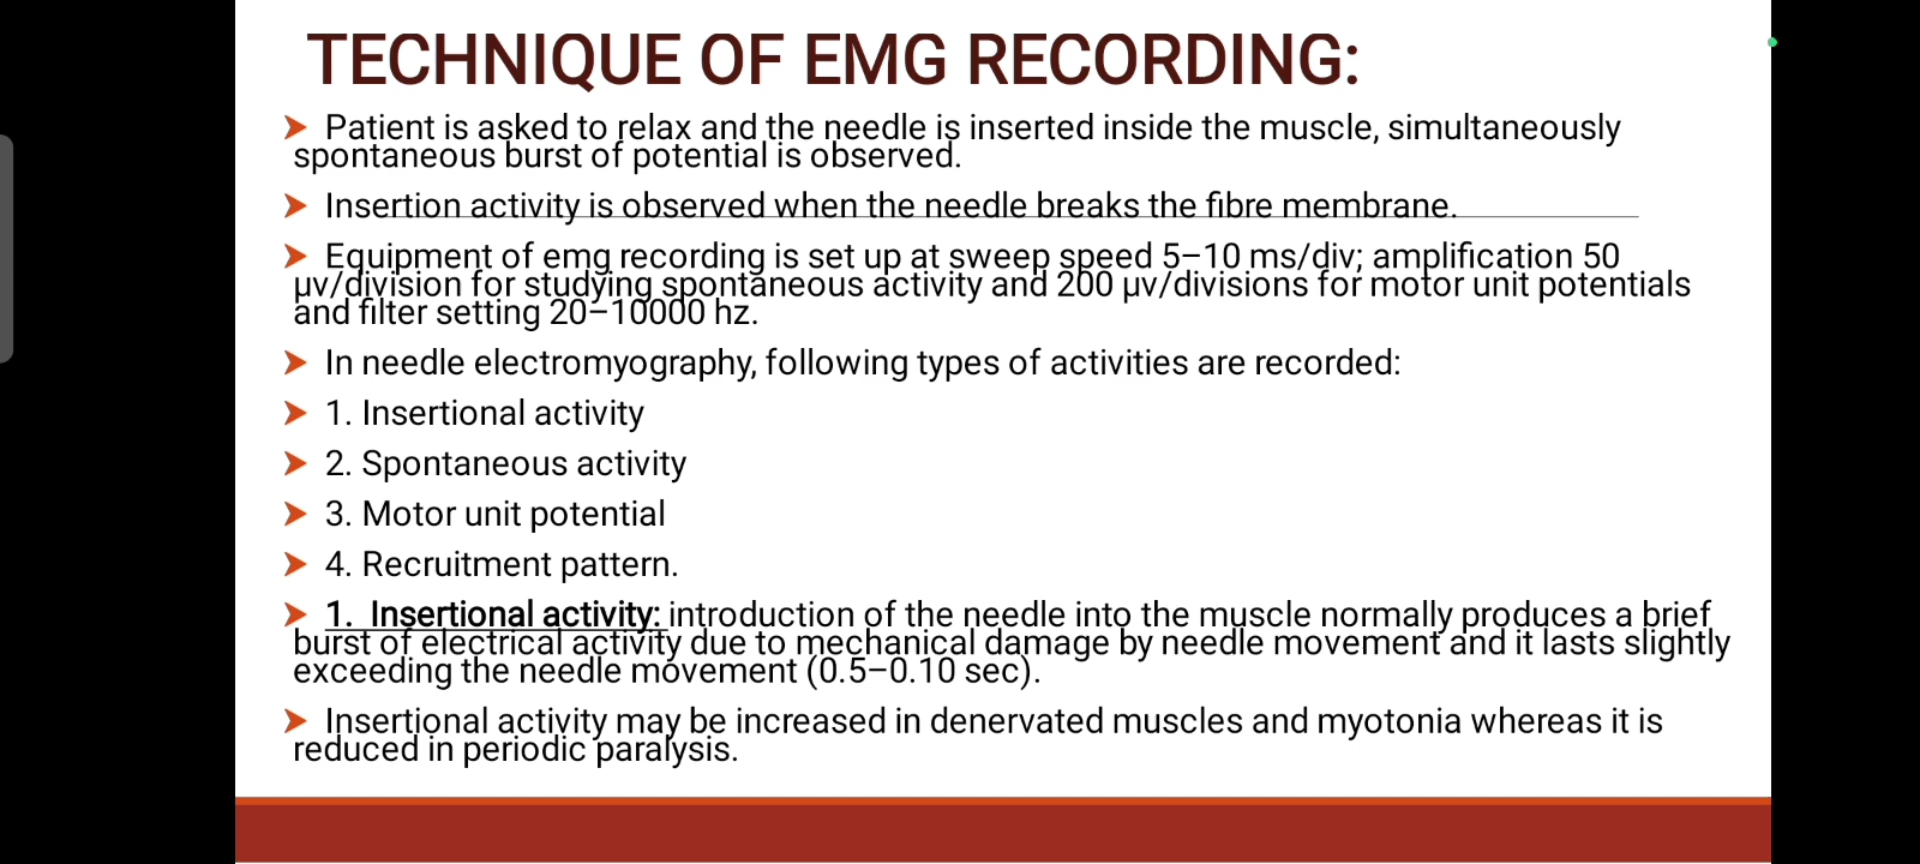 TECHNIQUE OF EMG RECORDING:
➤ Patient is asked to relax and the needle is inserted inside the muscle, simultaneously
spontaneous burst of potential is observed.
➤ Insertion activity is observed when the needle breaks the fibre membrane.
➤ Equipment of emg recording is set up at sweep speed 5–10 ms/div; amplification 50
µv/division for studying spontaneous activity and 200 µv/divisions for motor unit potentials
and filter setting 20–10000 hz.
➤ In needle electromyography, following types of activities are recorded:
➤ 1. Insertional activity
➤ 2. Spontaneous activity
➤ 3. Motor unit potential
➤ 4. Recruitment pattern.
➤ 1. Insertional activity: introduction of the needle into the muscle normally produces a brief
burst of electrical activity due to mechanical damage by needle movement and it lasts slightly
exceeding the needle movement (0.5–0.10 sec).
➤ Insertional activity may be increased in denervated muscles and myotonia whereas it is
reduced in periodic paralysis.